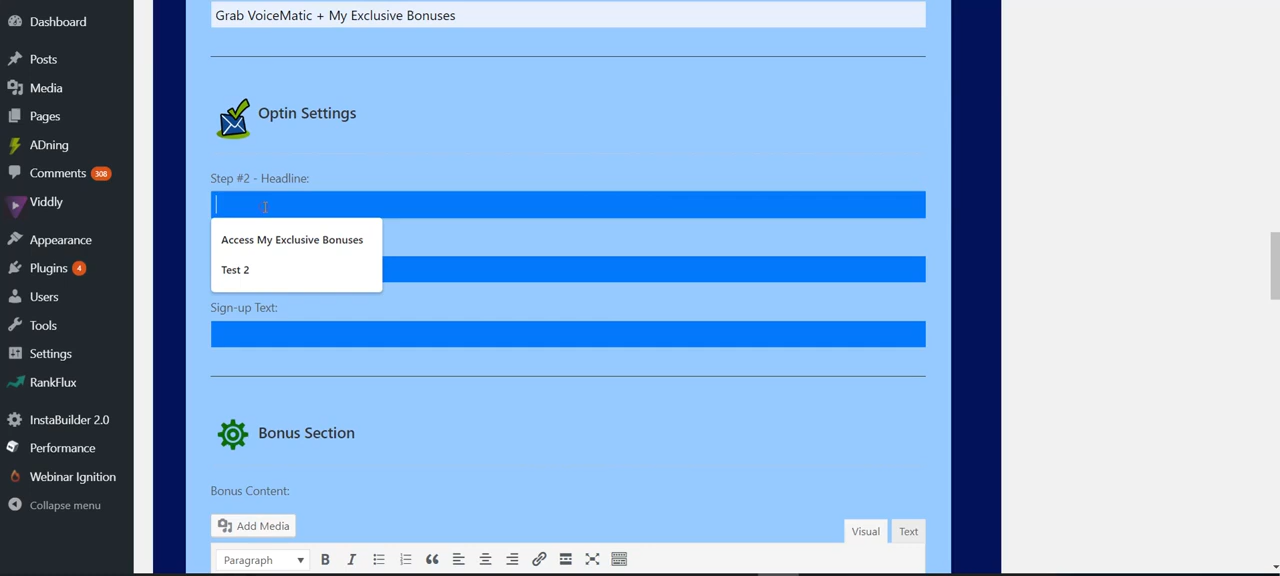 Dashboard
Posts
Media
Pages
ADning
Comments 308
Viddly
Appearance
Plugins 4
Users
Tools
Settings
RankFlux
InstaBuilder 2.0
Performance
Webinar Ignition
Collapse menu
Grab VoiceMatic + My Exclusive Bonuses
Optin Settings
Step #2 - Headline:
Access My Exclusive Bonuses
Test 2
Sign-up Text:
Bonus Section
Bonus Content:
Add Media
Visual Text
Paragraph B I